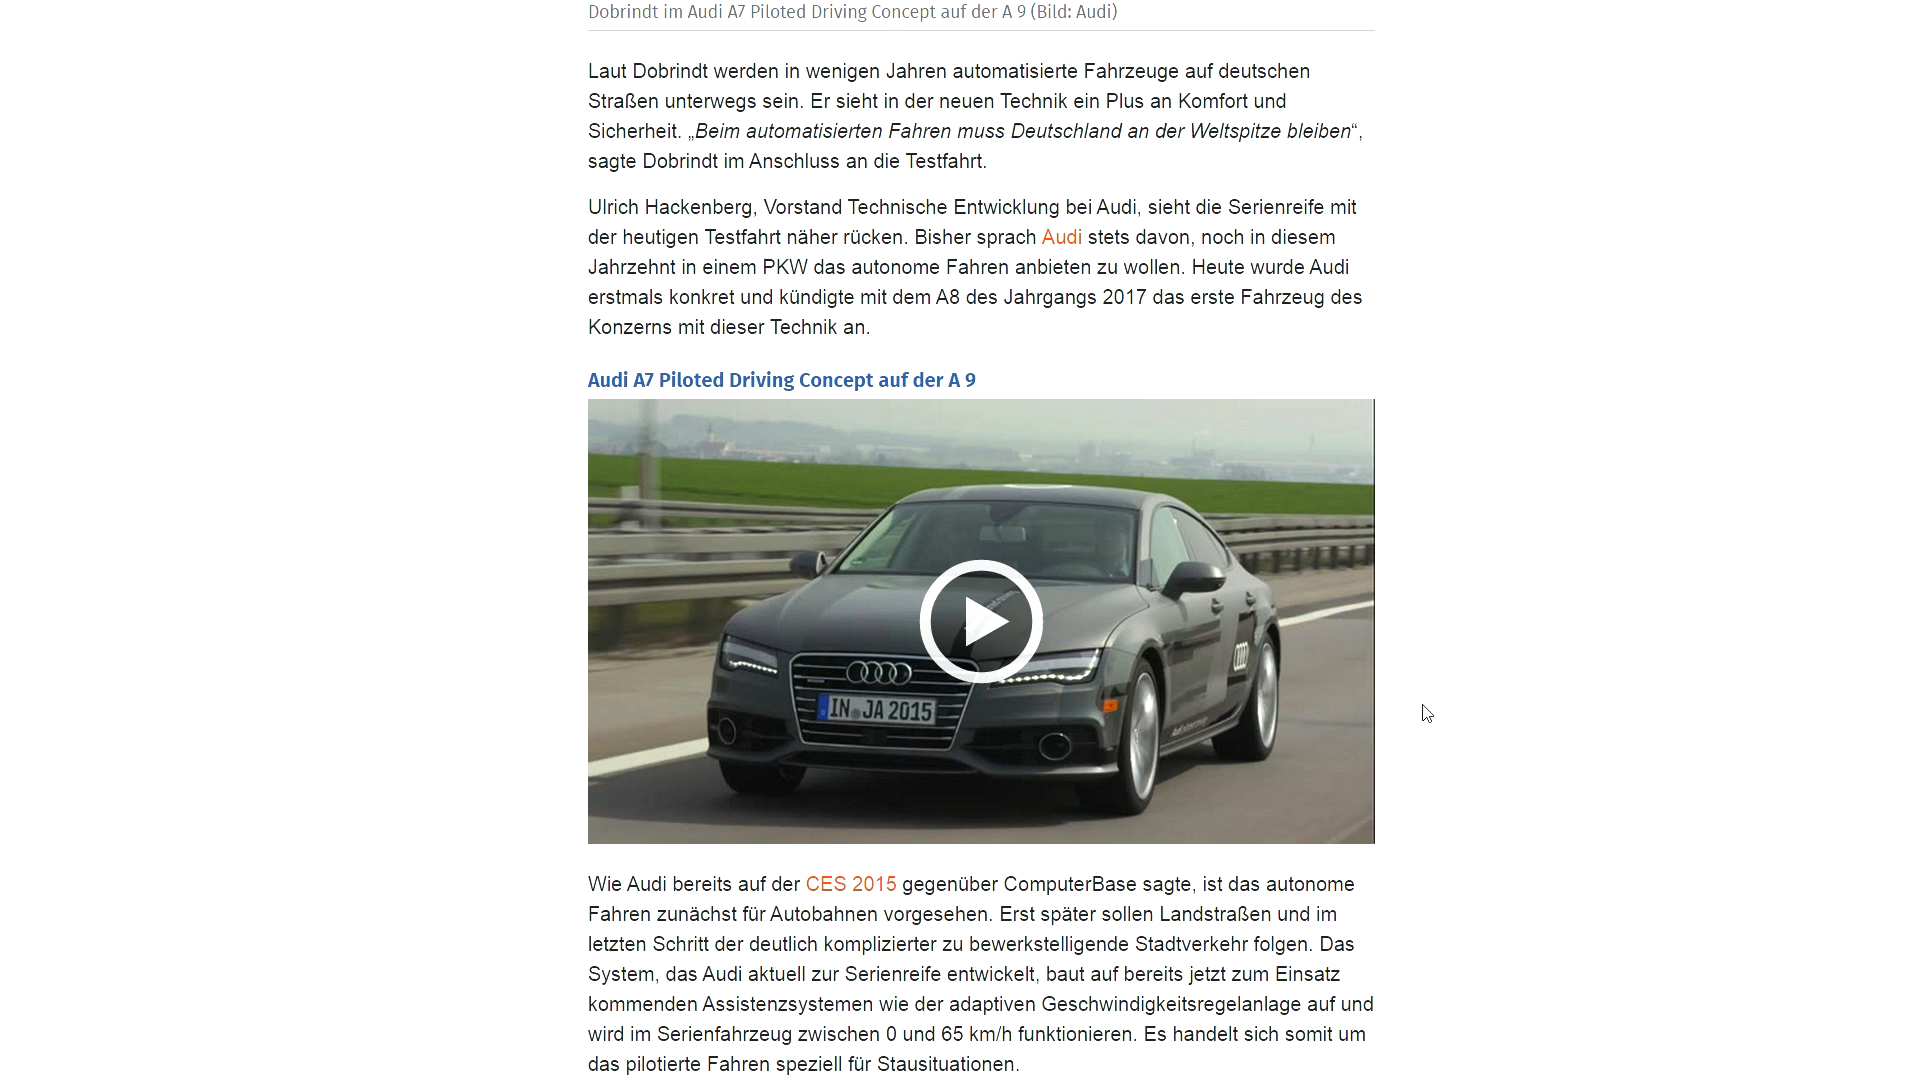 Dobrindt im Audi A7 Piloted Driving Concept auf der A 9 (Bild: Audi)
Laut Dobrindt werden in wenigen Jahren automatisierte Fahrzeuge auf deutschen
Straßen unterwegs sein. Er sieht in der neuen Technik ein Plus an Komfort und
Sicherheit. „Beim automatisierten Fahren muss Deutschland an der Weltspitze bleiben“,
sagte Dobrindt im Anschluss an die Testfahrt.
Ulrich Hackenberg, Vorstand Technische Entwicklung bei Audi, sieht die Serienreife mit
der heutigen Testfahrt näher rücken. Bisher sprach Audi stets davon, noch in diesem
Jahrzehnt in einem PKW das autonome Fahren anbieten zu wollen. Heute wurde Audi
erstmals konkret und kündigte mit dem A8 des Jahrgangs 2017 das erste Fahrzeug des
Konzerns mit dieser Technik an.
Audi A7 Piloted Driving Concept auf der A 9
IN JA 2015
Wie Audi bereits auf der CES 2015 gegenüber ComputerBase sagte, ist das autonome
Fahren zunächst für Autobahnen vorgesehen. Erst später sollen Landstraßen und im
letzten Schritt der deutlich komplizierter zu bewerkstelligende Stadtverkehr folgen. Das
System, das Audi aktuell zur Serienreife entwickelt, baut auf bereits jetzt zum Einsatz
kommenden Assistenzsystemen wie der adaptiven Geschwindigkeitsregelanlage auf und
wird im Serienfahrzeug zwischen 0 und 65 km/h funktionieren. Es handelt sich somit um
das pilotierte Fahren speziell für Stausituationen.